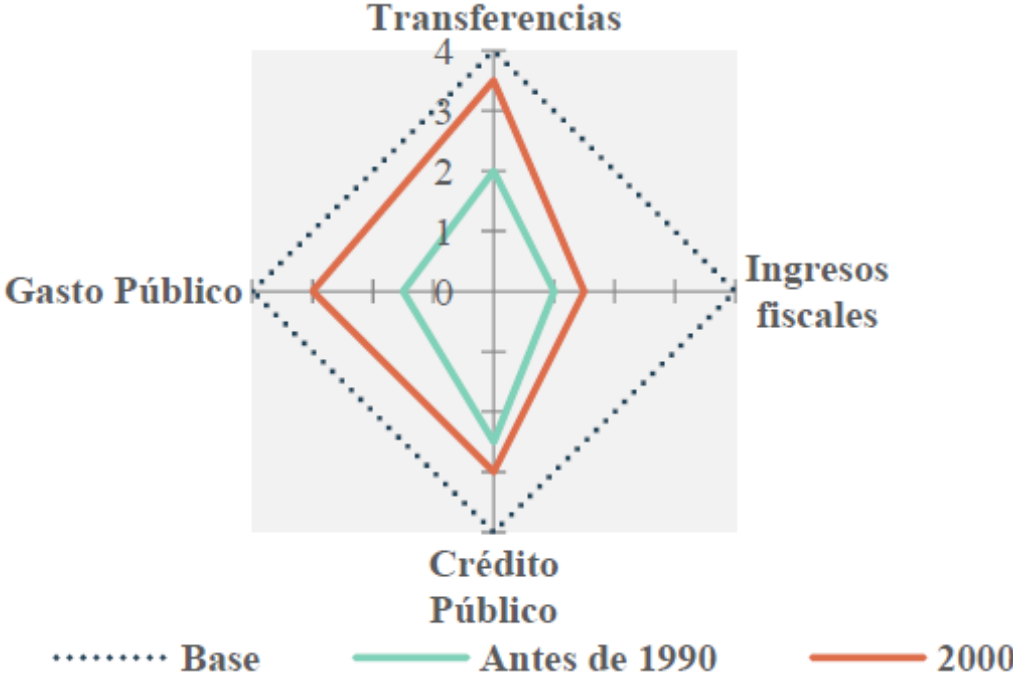 Transferencias
4
3
2
1
0
Gasto Público
Ingresos
fiscales
Crédito
Público
Base
Antes de 1990
2000